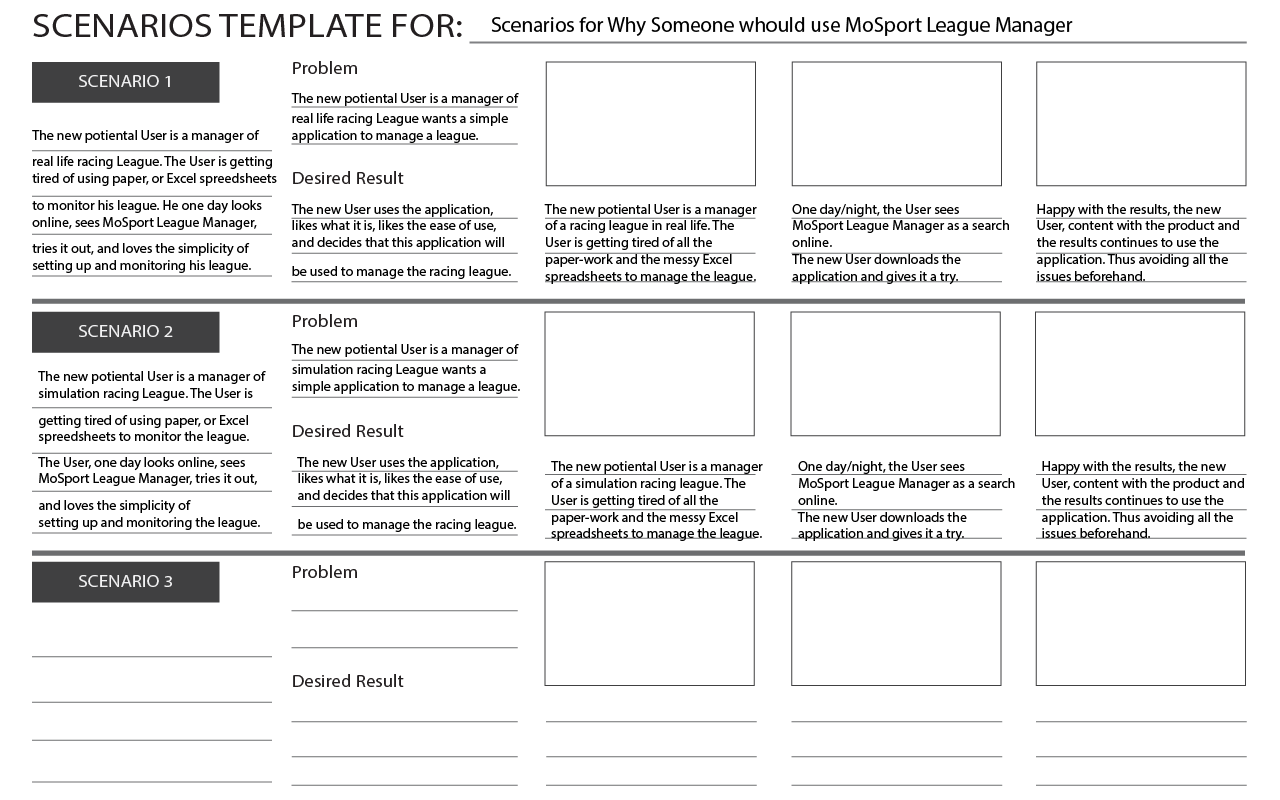 SCENARIOS TEMPLATE FOR: Scenarios for Why Someone whould use MoSport League Manager
SCENARIO 1
The new potiental User is a manager of
real life racing League. The User is getting
tired of using paper, or Excel spreedsheets
to monitor his league. He one day looks
online, sees MoSport League Manager,
tries it out, and loves the simplicity of
setting up and monitoring his league.
Problem
The new potiental User is a manager of
real life racing League wants a simple
application to manage a league.
Desired Result
The new User uses the application,
likes what it is, likes the ease of use,
and decides that this application will
be used to manage the racing league.
The new potiental User is a manager
of a racing league in real life. The
User is getting tired of all the
paper-work and the messy Excel
spreadsheets to manage the league.
One day/night, the User sees
MoSport League Manager as a search
online.
The new User downloads the
application and gives it a try.
Happy with the results, the new
User, content with the product and
the results continues to use the
application. Thus avoiding all the
issues beforehand.
SCENARIO 2
The new potiental User is a manager of
simulation racing League. The User is
getting tired of using paper, or Excel
spreedsheets to monitor the league.
The User, one day looks online, sees
MoSport League Manager, tries it out,
and loves the simplicity of
setting up and monitoring the league.
Problem
The new potiental User is a manager of
simulation racing League wants a
simple application to manage a league.
Desired Result
The new User uses the application,
likes what it is, likes the ease of use,
and decides that this application will
be used to manage the racing league.
The new potiental User is a manager
of a simulation racing league. The
User is getting tired of all the
paper-work and the messy Excel
spreadsheets to manage the league.
One day/night, the User sees
MoSport League Manager as a search
online.
The new User downloads the
application and gives it a try.
Happy with the results, the new
User, content with the product and
the results continues to use the
application. Thus avoiding all the
issues beforehand.
SCENARIO 3
Problem
Desired Result